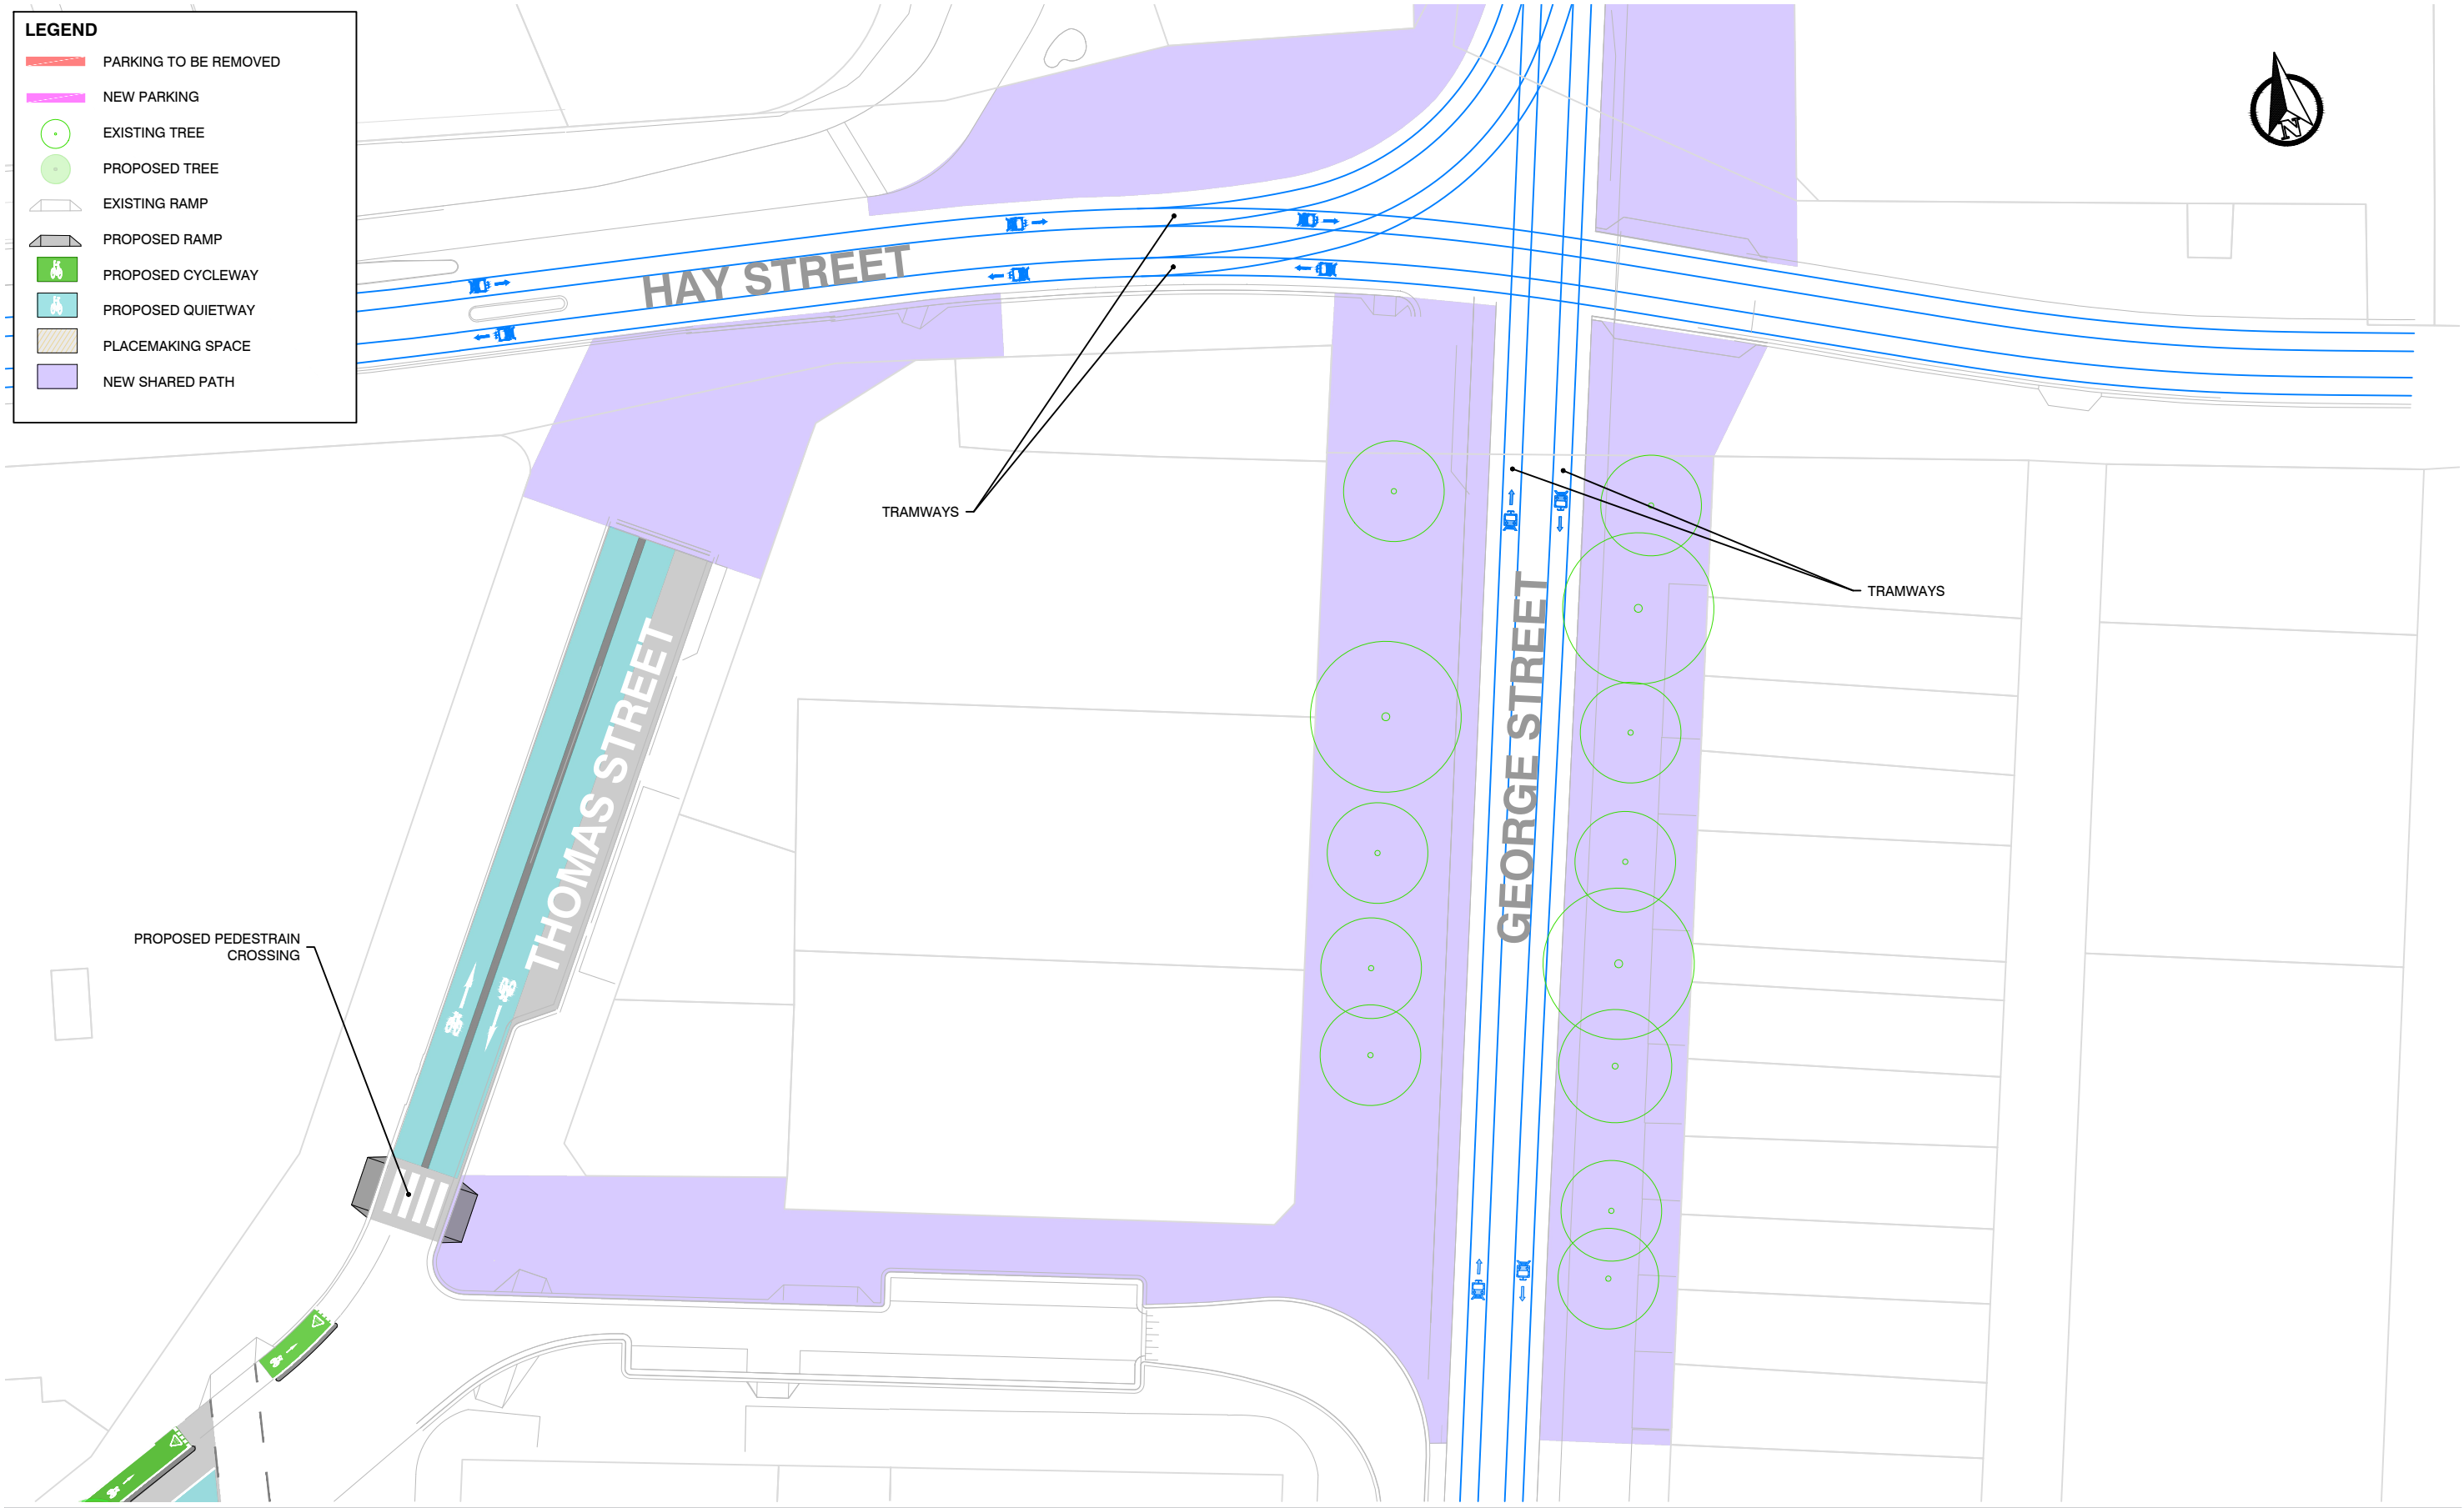 LEGEND
PARKING TO BE REMOVED
NEW PARKING
EXISTING TREE
PROPOSED TREE
EXISTING RAMP
PROPOSED RAMP
PROPOSED CYCLEWAY
PROPOSED QUIETWAY
PLACEMAKING SPACE
NEW SHARED PATH
N
HAY STREET
TRAMWAYS
TRAMWAYS
THOMAS STREET
GEORGE STREET
PROPOSED PEDESTRAIN
CROSSING